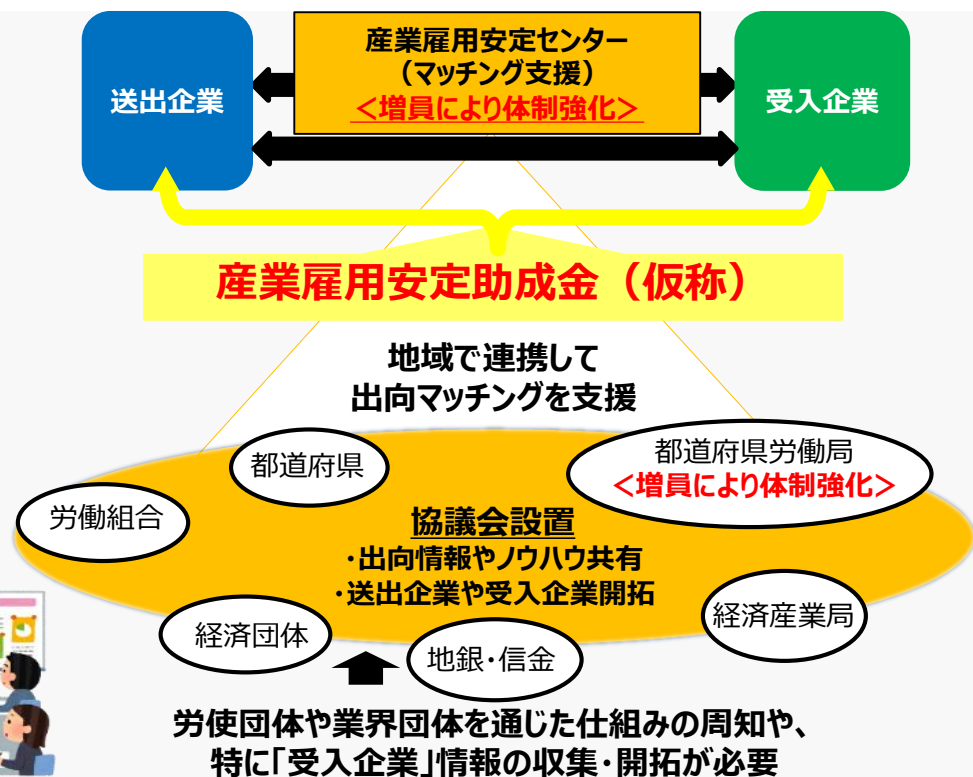 送出企業
産業雇用安定センター
(マッチング支援)
<増員により体制強化>
受入企業
産業雇用安定助成金(仮称)
地域で連携して
出向マッチングを支援
都道府県
都道府県労働局
<増員により体制強化>
労働組合
協議会設置
・出向情報やノウハウ共有
・送出企業や受入企業開拓
経済団体
地銀・信金
経済産業局
労使団体や業界団体を通じた仕組みの周知や、
特に「受入企業」情報の収集・開拓が必要